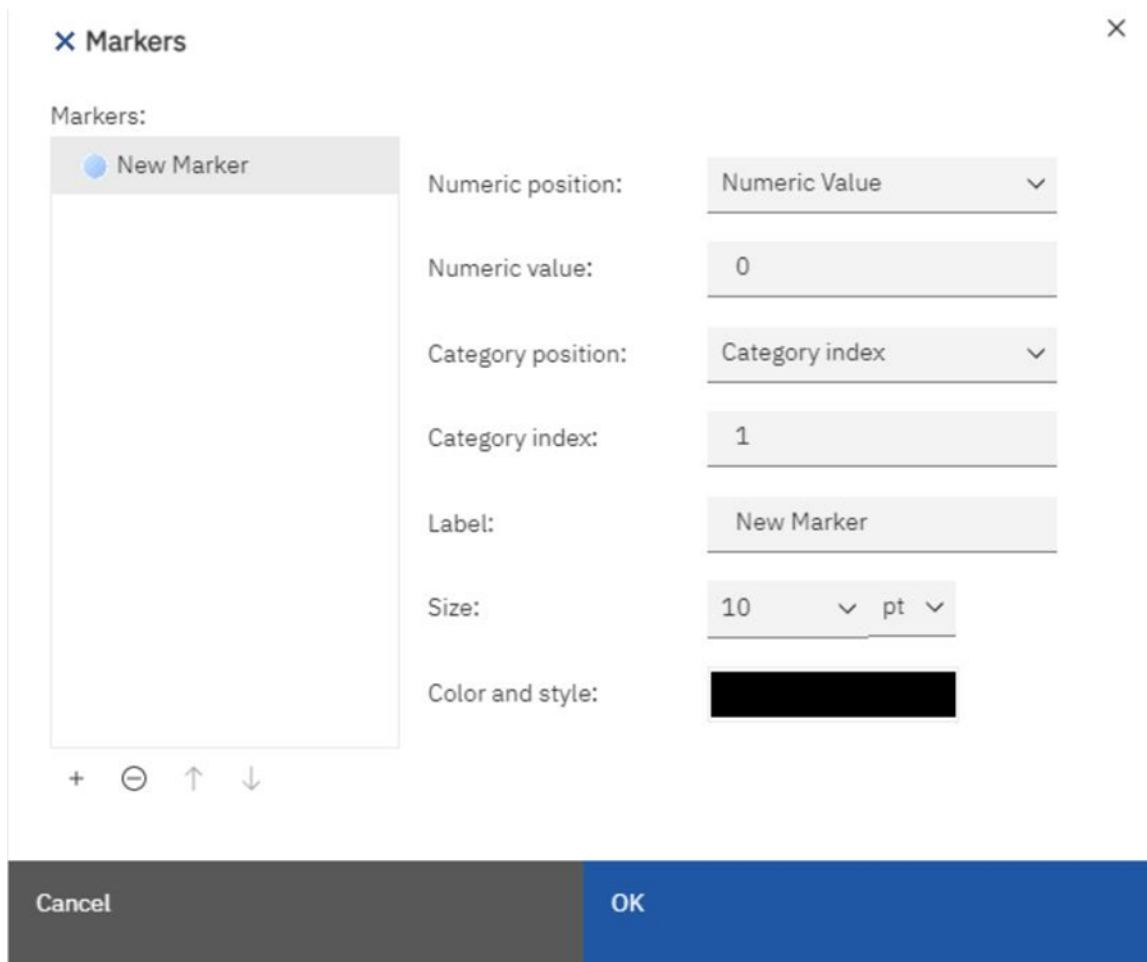 Markers
Markers:
New Marker
Numeric position: Numeric Value
Numeric value: 0
Category position: Category index
Category index: 1
Label: New Marker
Size: 10 pt
Color and style:
Cancel OK